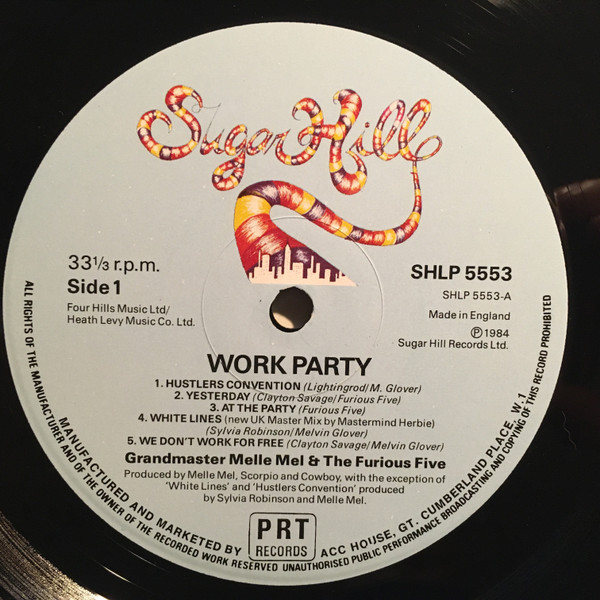 Sugar Hill
33⅓ r.p.m.
Side 1
Four Hills Music Ltd/
Heath Levy Music Co. Ltd.
SHLP 5553
SHLP 5553-A
Made in England
Ⓟ1984
Sugar Hill Records Ltd.
WORK PARTY
1. HUSTLERS CONVENTION (Lightingrod/M. Glover)
2. YESTERDAY (Clayton Savage/Furious Five)
3. AT THE PARTY (Furious Five)
4. WHITE LINES (new UK Master Mix by Mastermind Herbie)
(Sylvia Robinson/Melvin Glover)
5. WE DON'T WORK FOR FREE (Clayton Savage/Melvin Glover)
Grandmaster Melle Mel & The Furious Five
Produced by Melle Mel, Scorpio and Cowboy, with the exception of
'White Lines' and 'Hustlers Convention' produced
by Sylvia Robinson and Melle Mel.
MANUFACTURED AND MARKETED BY PRT RECORDS ACC HOUSE, GT. CUMBERLAND PLACE, W.1
ALL RIGHTS OF THE MANUFACTURER AND OF THE OWNER OF THE RECORDED WORK RESERVED UNAUTHORISED PUBLIC PERFORMANCE BROADCASTING AND COPYING OF THIS RECORD PROHIBITED